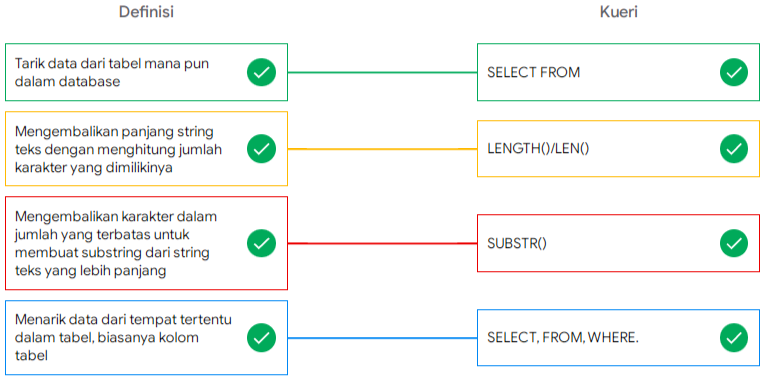 Definisi
Kueri
Tarik data dari tabel mana pun
dalam database
SELECT FROM
Mengembalikan panjang string
teks dengan menghitung jumlah
karakter yang dimilikinya
LENGTH()/LEN()
Mengembalikan karakter dalam
jumlah yang terbatas untuk
membuat substring dari string
teks yang lebih panjang
SUBSTR()
Menarik data dari tempat tertentu
dalam tabel, biasanya kolom
tabel
SELECT, FROM, WHERE.